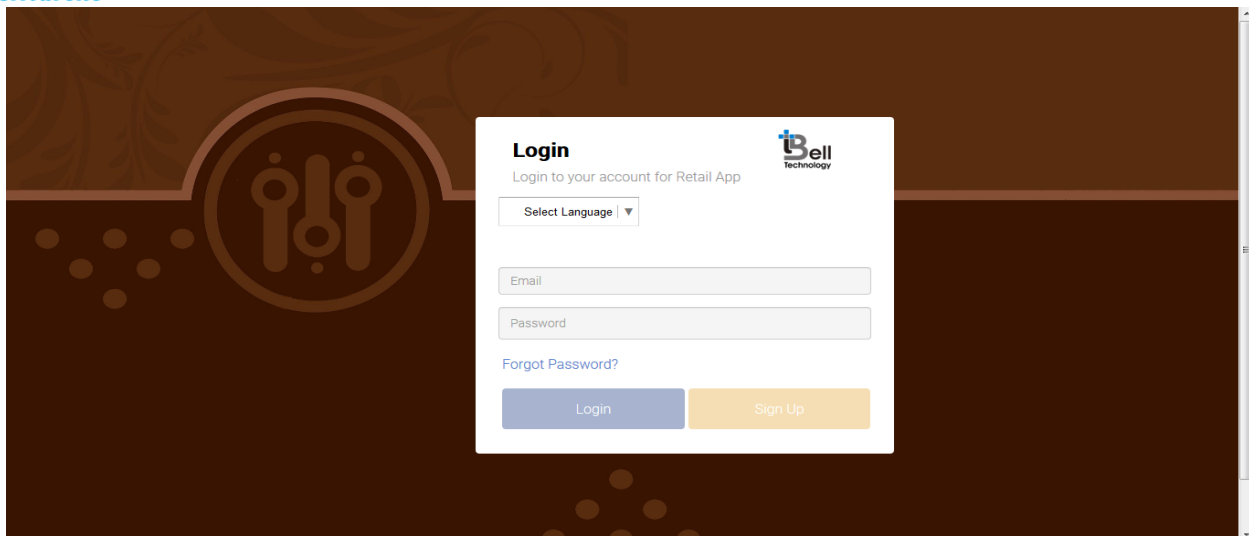 Login
Bell
Technology
Login to your account for Retail App
Select Language
Email
Password
Forgot Password?
Login
Sign Up